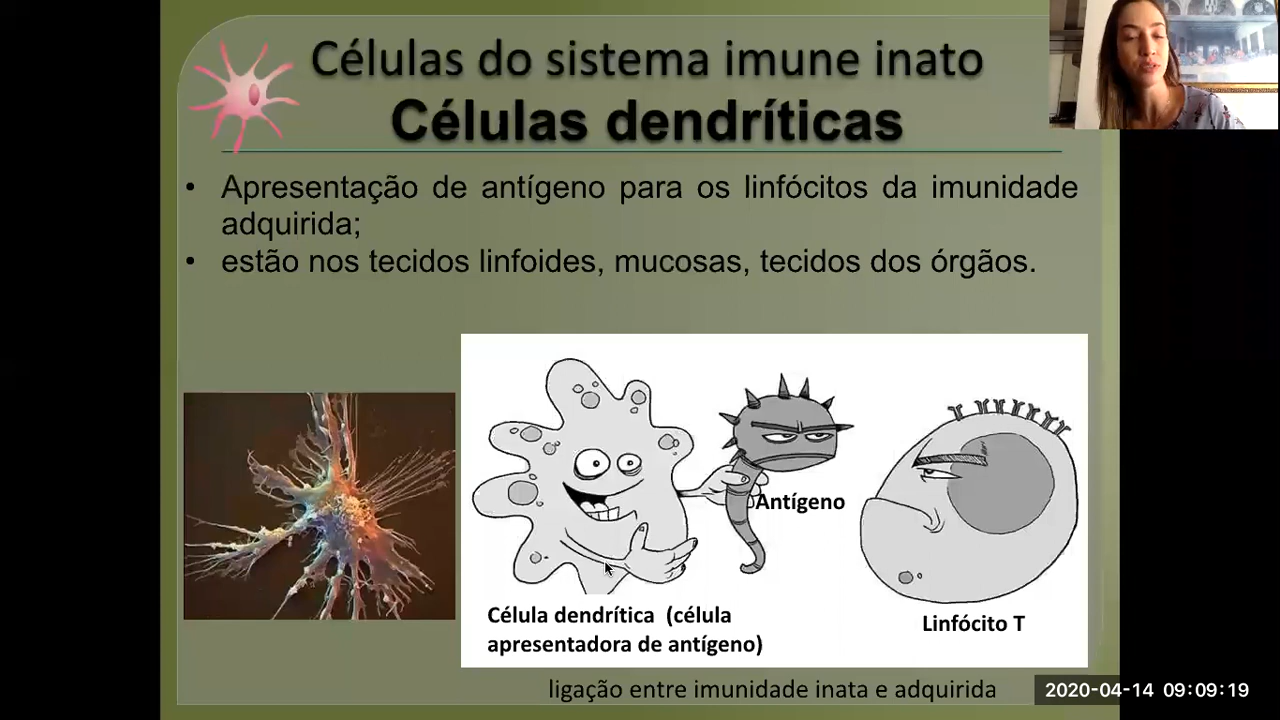 Células do sistema imune inato
Células dendríticas
• Apresentação de antígeno para os linfócitos da imunidade
adquirida;
• estão nos tecidos linfoides, mucosas, tecidos dos órgãos.
Antígeno
Célula dendrítica (célula
apresentadora de antígeno)
Linfócito T
ligação entre imunidade inata e adquirida
2020-04-14 09:09:19